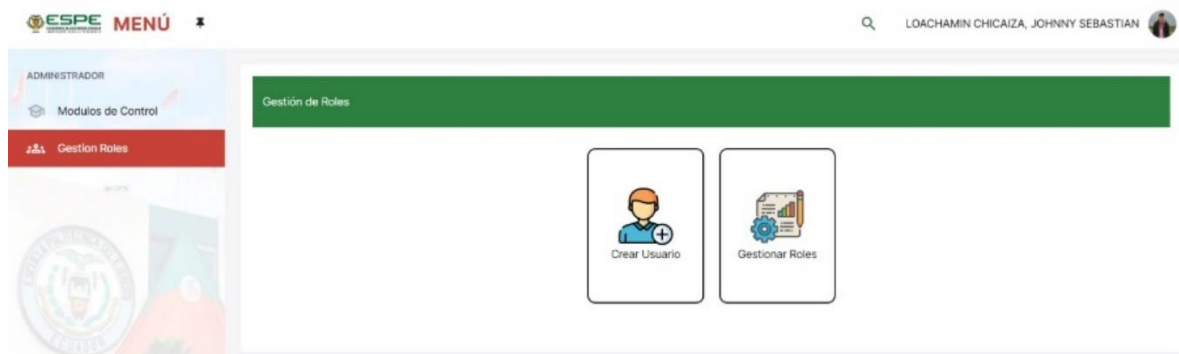 ESPE MENÚ
LOACHAMIN CHICAIZA, JOHNNY SEBASTIAN
ADMINISTRADOR
Modulos de Control
Gestion Roles
Gestión de Roles
Crear Usuario
Gestionar Roles
ECUADOR